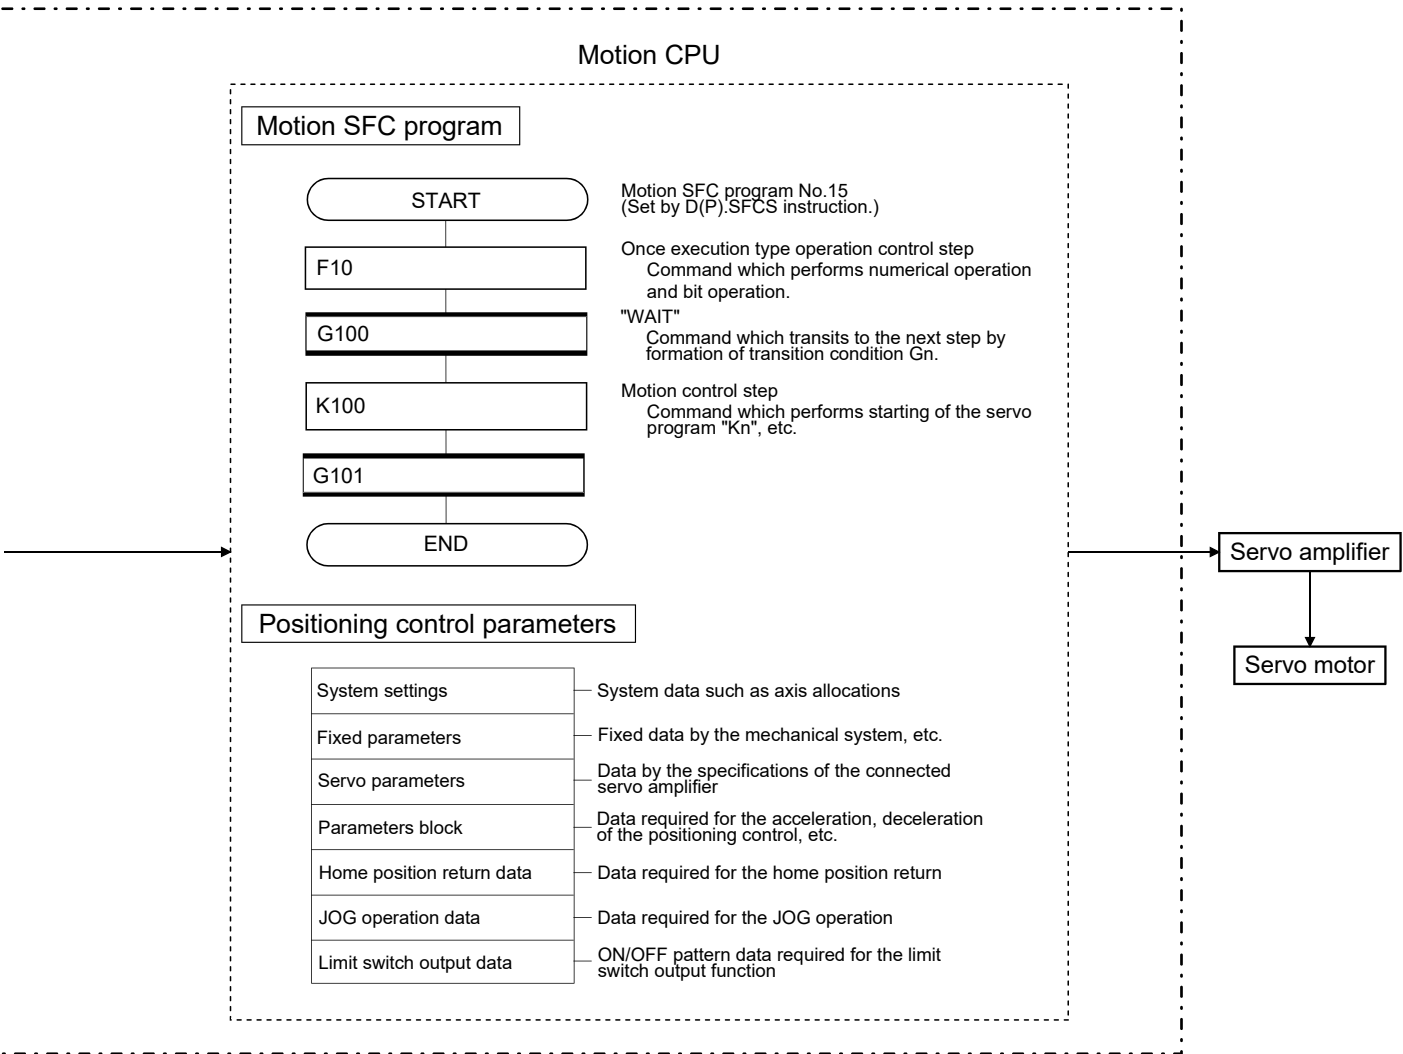 Motion CPU
Motion SFC program
START
Motion SFC program No.15
(Set by D(P).SFCS instruction.)
F10
Once execution type operation control step
Command which performs numerical operation
and bit operation.
G100
"WAIT"
Command which transits to the next step by
formation of transition condition Gn.
K100
Motion control step
Command which performs starting of the servo
program "Kn", etc.
G101
END
Servo amplifier
Servo motor
Positioning control parameters
System settings
System data such as axis allocations
Fixed parameters
Fixed data by the mechanical system, etc.
Servo parameters
Data by the specifications of the connected
servo amplifier
Parameters block
Data required for the acceleration, deceleration
of the positioning control, etc.
Home position return data
Data required for the home position return
JOG operation data
Data required for the JOG operation
Limit switch output data
ON/OFF pattern data required for the limit
switch output function